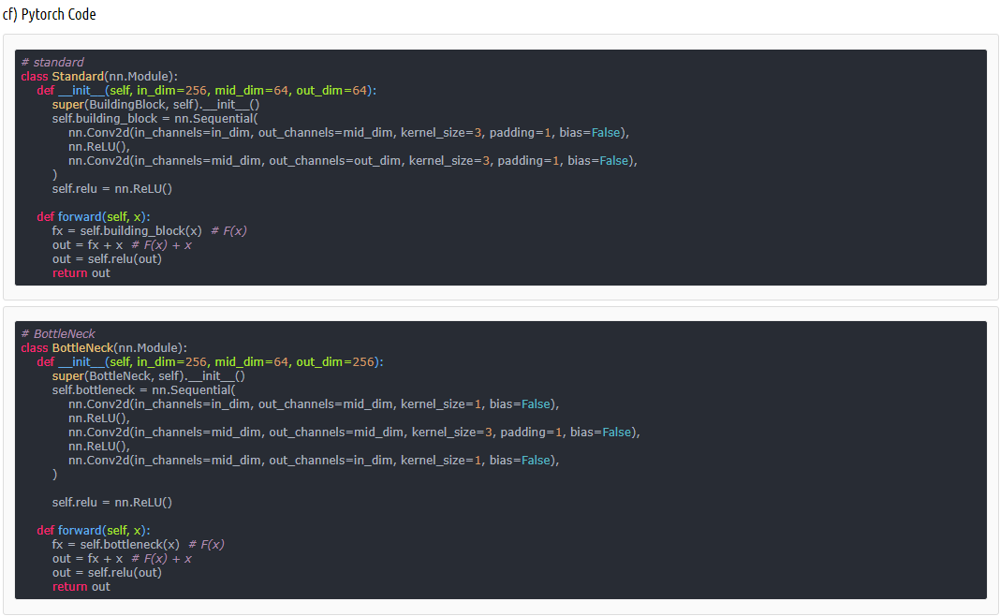 cf) Pytorch Code
# standard
class Standard(nn.Module):
    def __init__(self, in_dim=256, mid_dim=64, out_dim=64):
        super(BuildingBlock, self).__init__()
        self.building_block = nn.Sequential(
            nn.Conv2d(in_channels=in_dim, out_channels=mid_dim, kernel_size=3, padding=1, bias=False),
            nn.ReLU(),
            nn.Conv2d(in_channels=mid_dim, out_channels=out_dim, kernel_size=3, padding=1, bias=False),
        )
        self.relu = nn.ReLU()
    def forward(self, x):
        fx = self.building_block(x)  # F(x)
        out = fx + x  # F(x) + x
        out = self.relu(out)
        return out
# BottleNeck
class BottleNeck(nn.Module):
    def __init__(self, in_dim=256, mid_dim=64, out_dim=256):
        super(BottleNeck, self).__init__()
        self.bottleneck = nn.Sequential(
            nn.Conv2d(in_channels=in_dim, out_channels=mid_dim, kernel_size=1, bias=False),
            nn.ReLU(),
            nn.Conv2d(in_channels=mid_dim, out_channels=mid_dim, kernel_size=3, padding=1, bias=False),
            nn.ReLU(),
            nn.Conv2d(in_channels=mid_dim, out_channels=in_dim, kernel_size=1, bias=False),
        )
        self.relu = nn.ReLU()
    def forward(self, x):
        fx = self.bottleneck(x)  # F(x)
        out = fx + x  # F(x) + x
        out = self.relu(out)
        return out